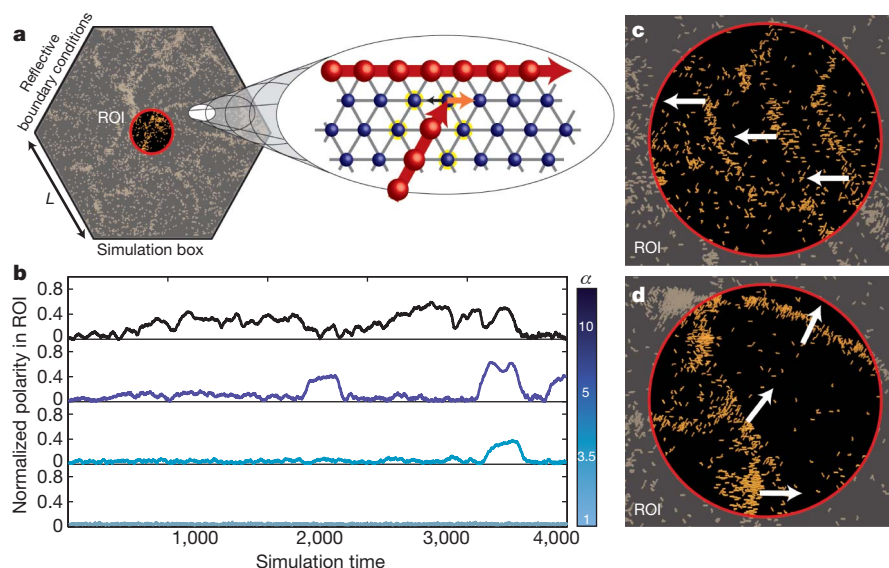 a
Reflective
boundary conditions
ROI
L
Simulation box
b
Normalized polarity in ROI
0.8
0.4
0
0.8
0.4
0
0.8
0.4
0
0.8
0.4
0
1,000
2,000
3,000
4,000
Simulation time
α
10
5
3.5
1
c
ROI
d
ROI